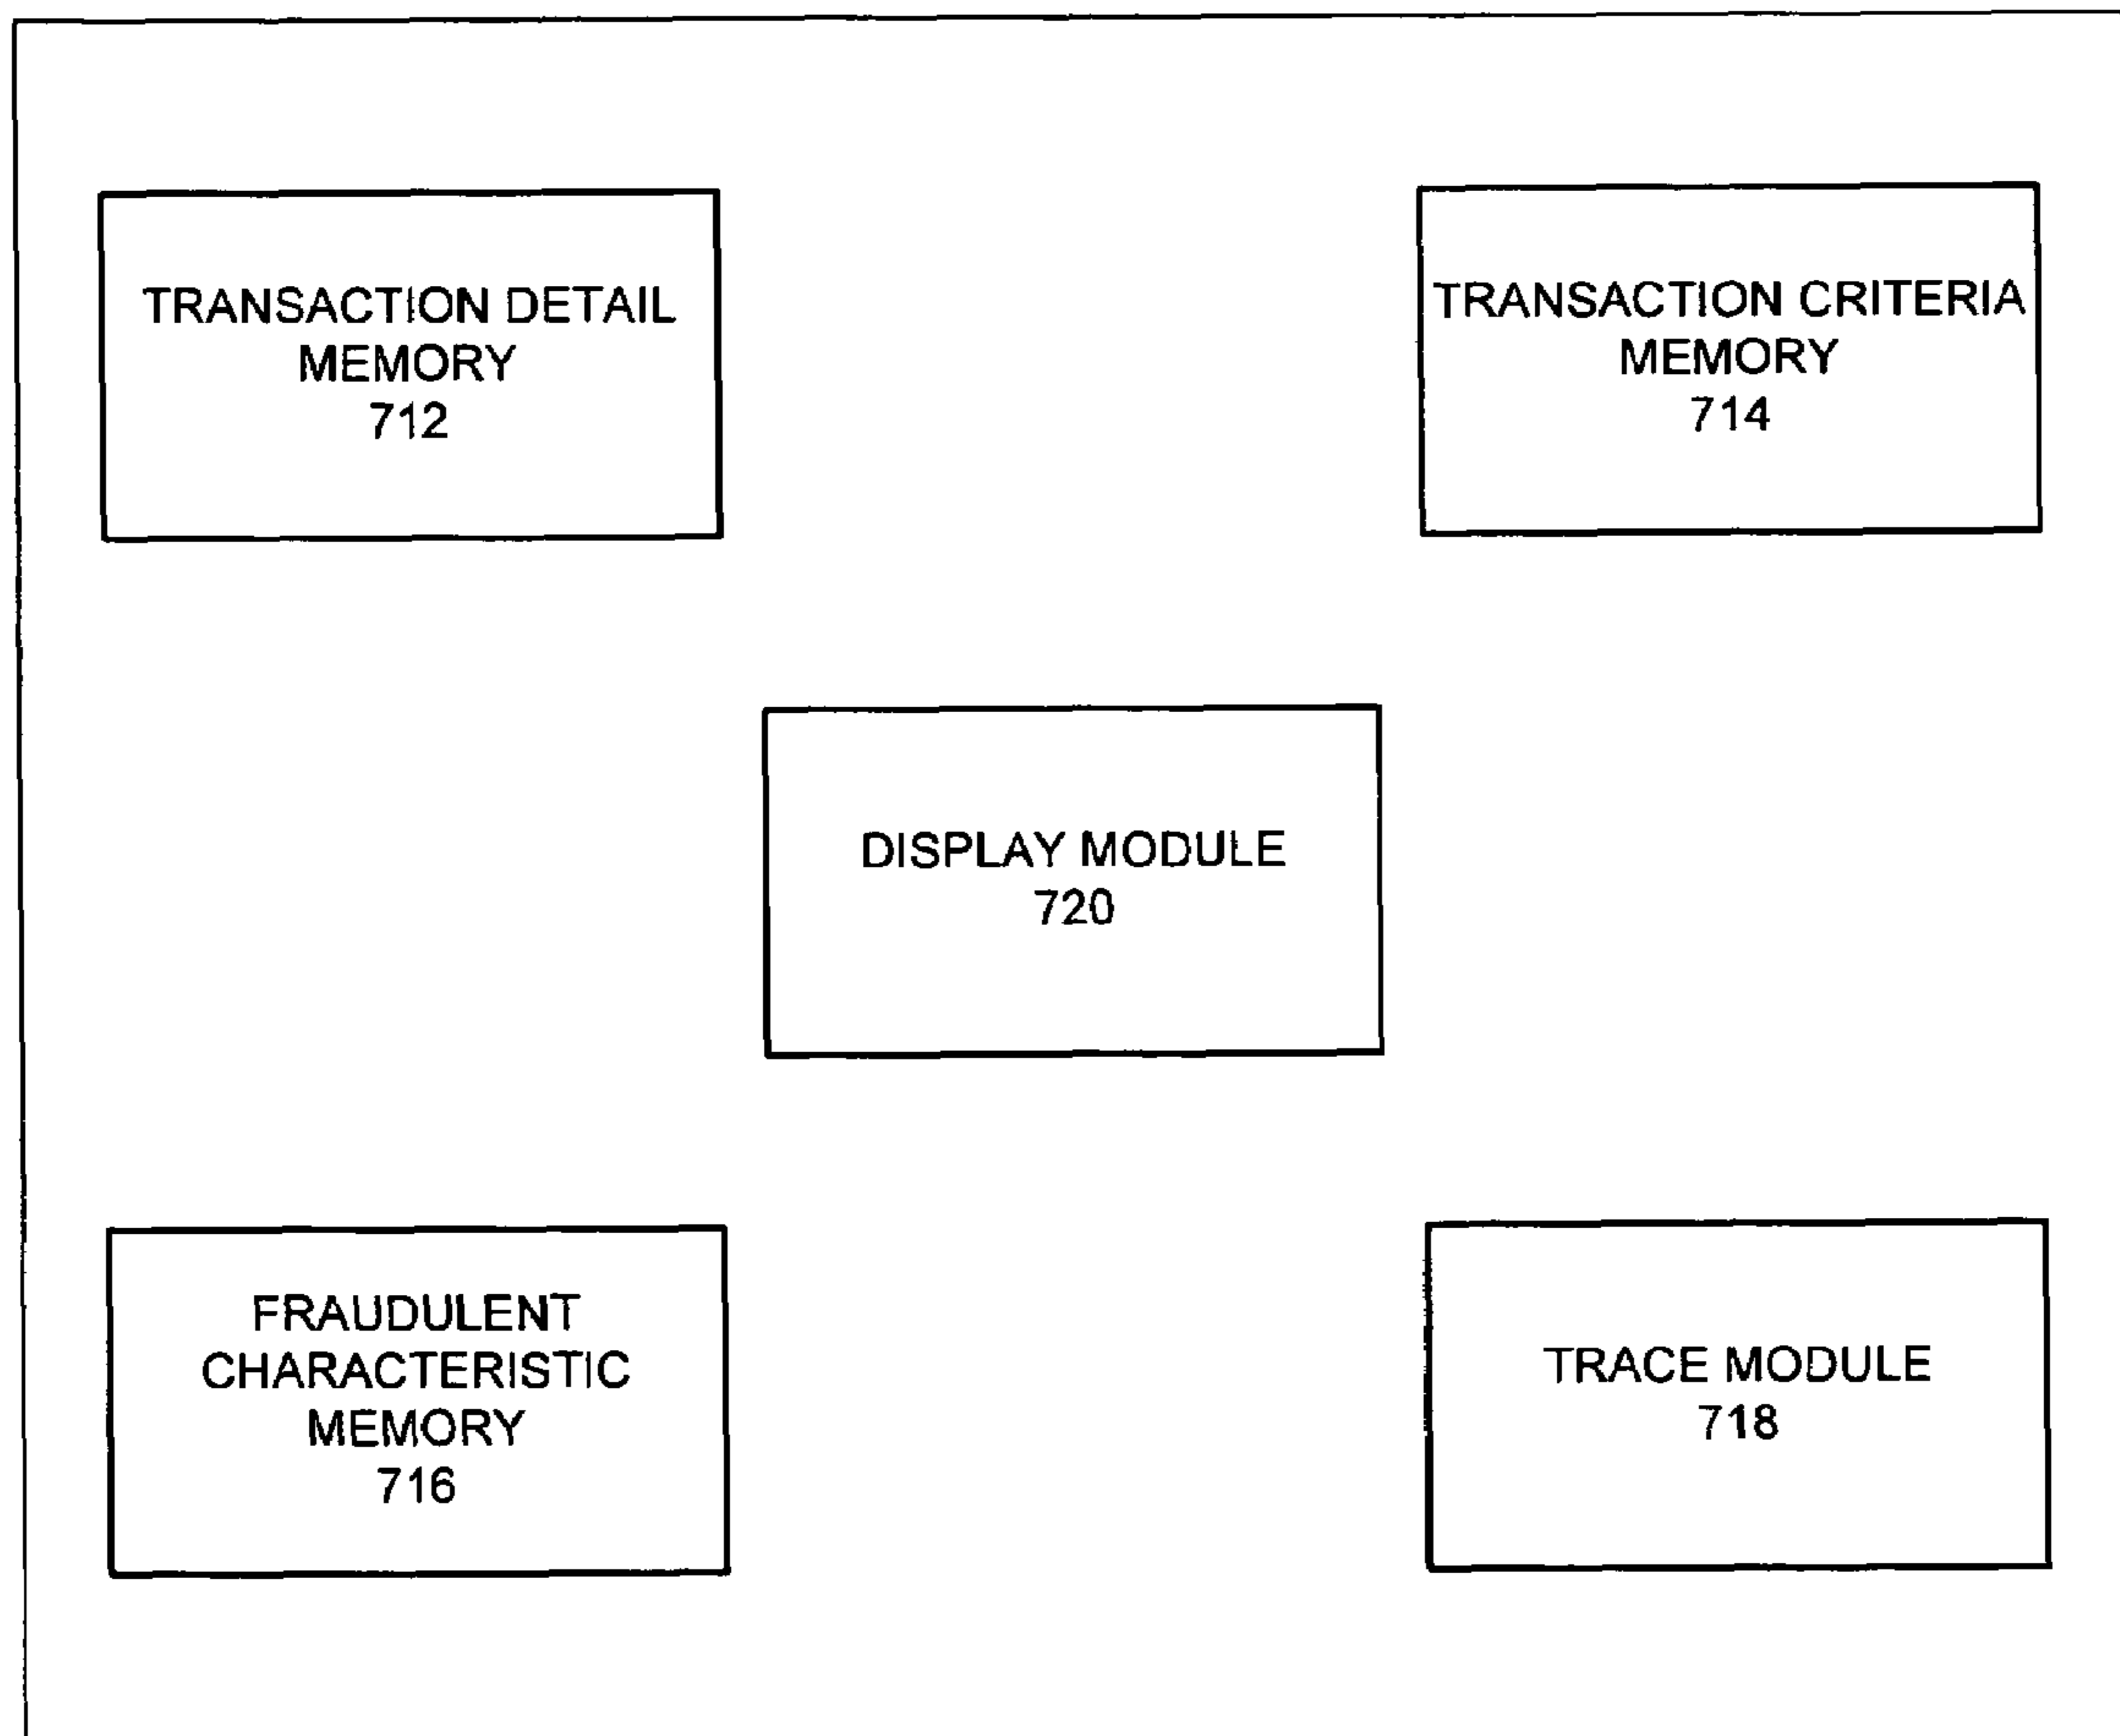 TRANSACTION DETAIL
MEMORY
712
TRANSACTION CRITERIA
MEMORY
714
DISPLAY MODULE
720
FRAUDULENT
CHARACTERISTIC
MEMORY
716
TRACE MODULE
718